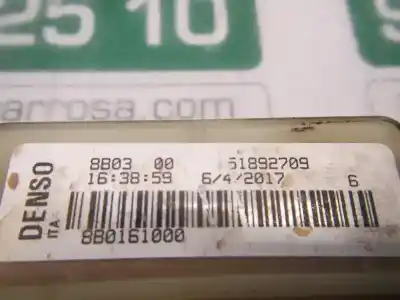 25 10
arrosa.com
DENSO
ITA
8803 00 51892709
16:38:59 6/4/2017 6
880161000